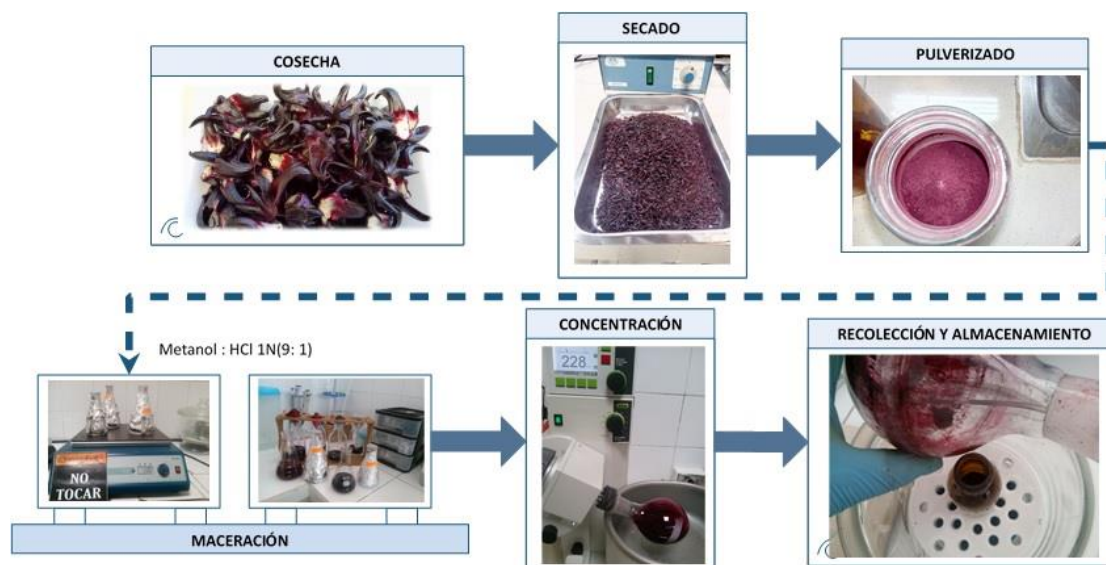 COSECHA
SECADO
PULVERIZADO
Metanol : HCl 1N(9: 1)
NO
TOCAR
MACERACIÓN
CONCENTRACIÓN
228
RECOLECCIÓN Y ALMACENAMIENTO